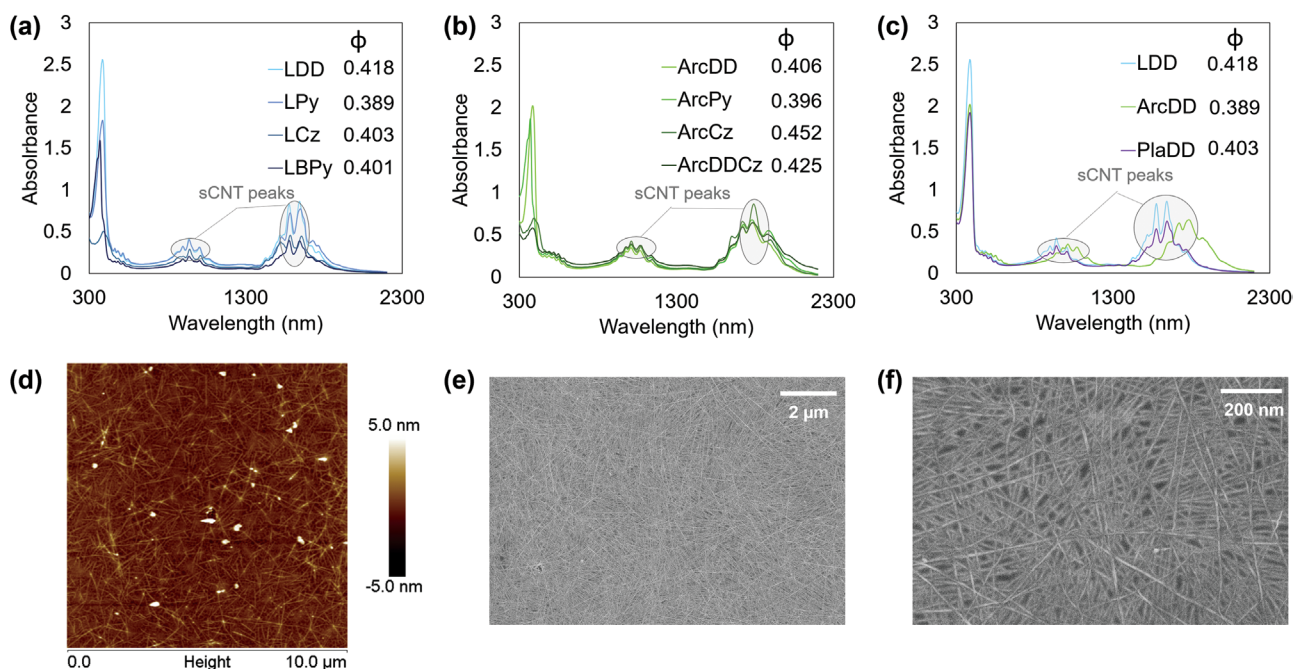 (a)
3
2.5
2
1.5
1
0.5
0
Absolrbance
ϕ
LDD 0.418
LPy 0.389
LCz 0.403
LBPy 0.401
sCNT peaks
300 1300 2300
Wavelength (nm)
(b)
3
2.5
2
1.5
1
0.5
0
Absolrbance
ϕ
ArcDD 0.406
ArcPy 0.396
ArcCz 0.452
ArcDDCz 0.425
sCNT peaks
300 1300 2300
Wavelength (nm)
(c)
3
2.5
2
1.5
1
0.5
0
Absolrbance
ϕ
LDD 0.418
ArcDD 0.389
PlaDD 0.403
sCNT peaks
300 1300 2300
Wavelength (nm)
(d)
5.0 nm
-5.0 nm
0.0 Height 10.0 µm
(e)
2 µm
(f)
200 nm